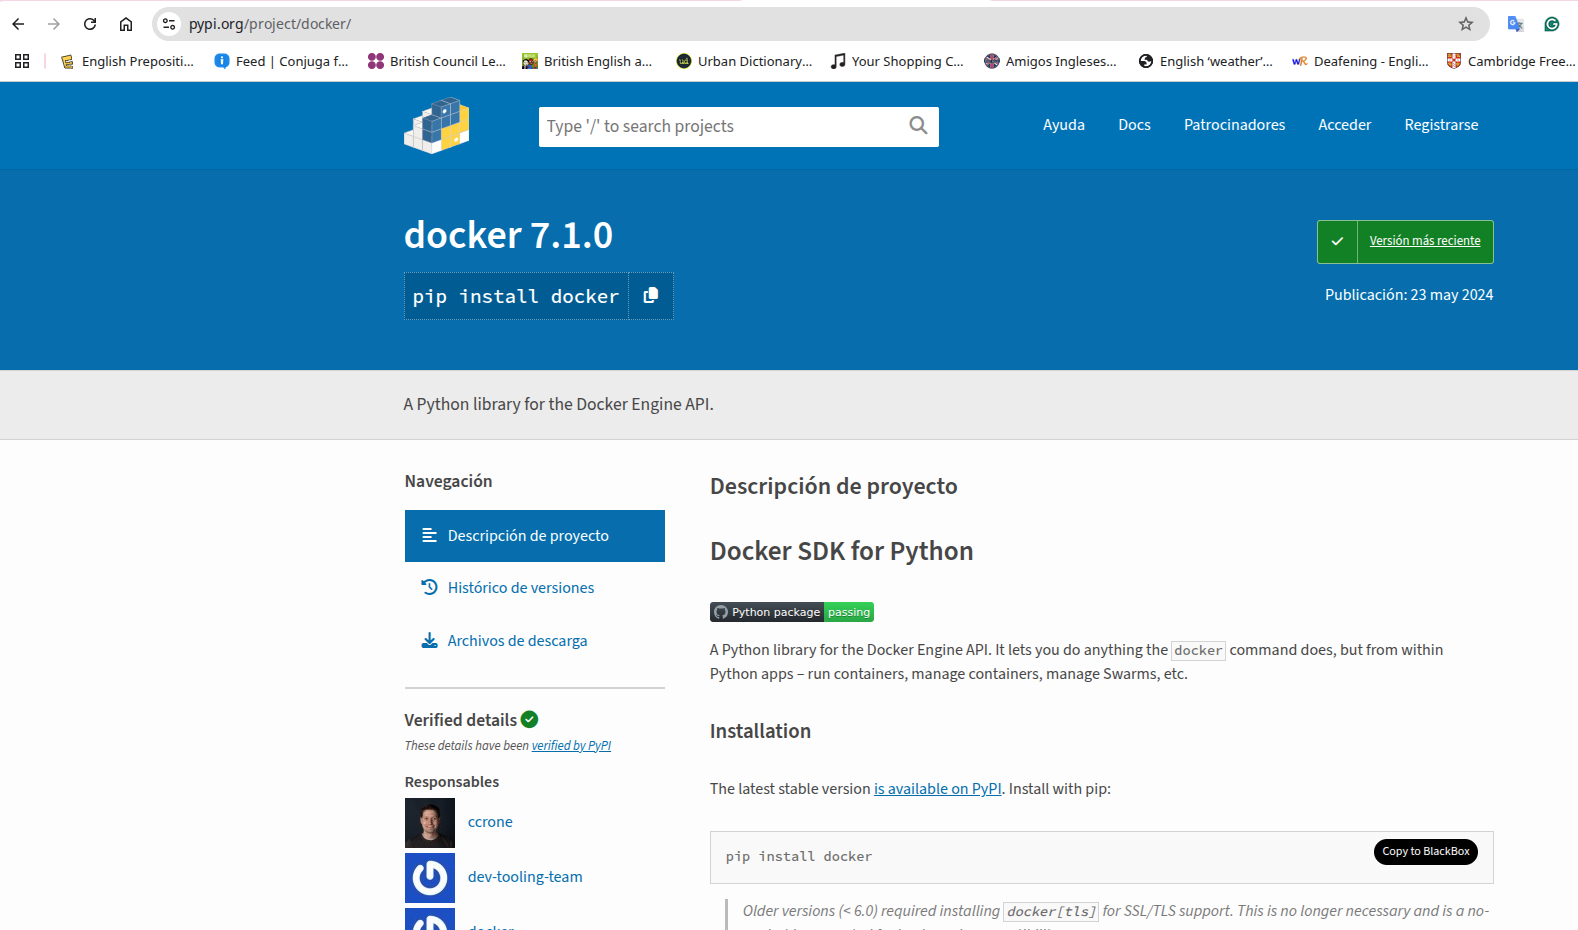 pypi.org/project/docker/
English Prepositi...
Feed | Conjuga f...
British Council Le...
British English a...
Urban Dictionary...
Your Shopping C...
Amigos Ingleses...
English ‘weather’...
Deafening - Engli...
Cambridge Free...
Type '/' to search projects
Ayuda
Docs
Patrocinadores
Acceder
Registrarse
docker 7.1.0
pip install docker
Versión más reciente
Publicación: 23 may 2024
A Python library for the Docker Engine API.
Navegación
Descripción de proyecto
Histórico de versiones
Archivos de descarga
Verified details
These details have been verified by PyPI
Responsables
ccrone
dev-tooling-team
Descripción de proyecto
Docker SDK for Python
Python package passing
A Python library for the Docker Engine API. It lets you do anything the docker command does, but from within
Python apps – run containers, manage containers, manage Swarms, etc.
Installation
The latest stable version is available on PyPI. Install with pip:
pip install docker
Copy to BlackBox
Older versions (< 6.0) required installing docker[tls] for SSL/TLS support. This is no longer necessary and is a no-